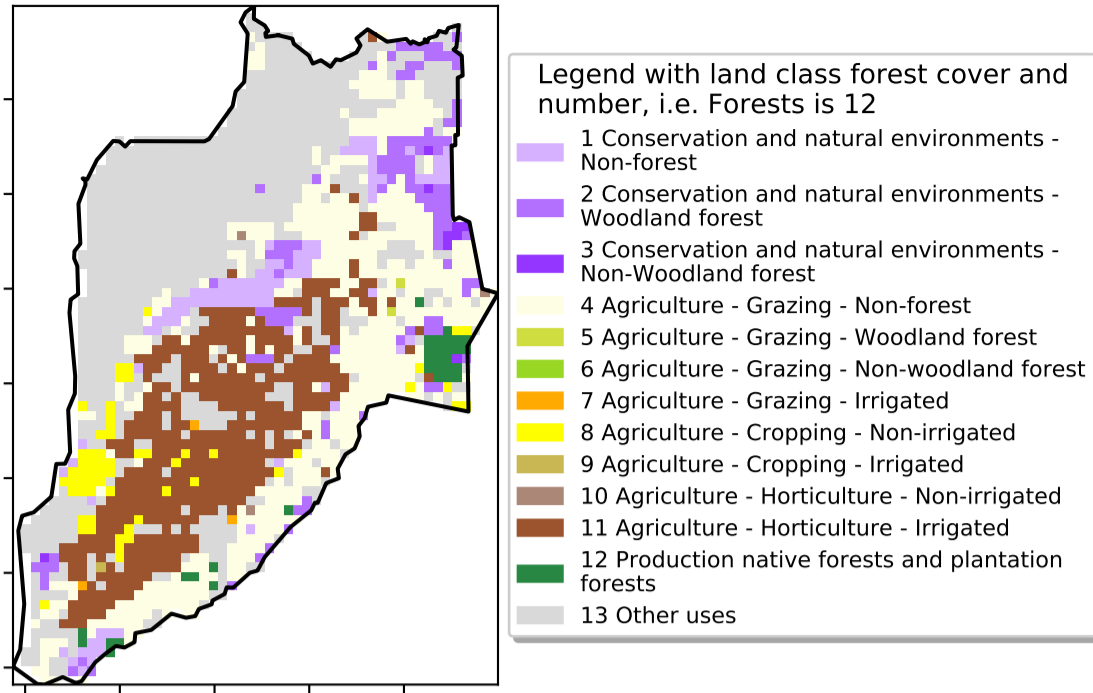 Legend with land class forest cover and
number, i.e. Forests is 12
1 Conservation and natural environments -
Non-forest
2 Conservation and natural environments -
Woodland forest
3 Conservation and natural environments -
Non-Woodland forest
4 Agriculture - Grazing - Non-forest
5 Agriculture - Grazing - Woodland forest
6 Agriculture - Grazing - Non-woodland forest
7 Agriculture - Grazing - Irrigated
8 Agriculture - Cropping - Non-irrigated
9 Agriculture - Cropping - Irrigated
10 Agriculture - Horticulture - Non-irrigated
11 Agriculture - Horticulture - Irrigated
12 Production native forests and plantation
forests
13 Other uses